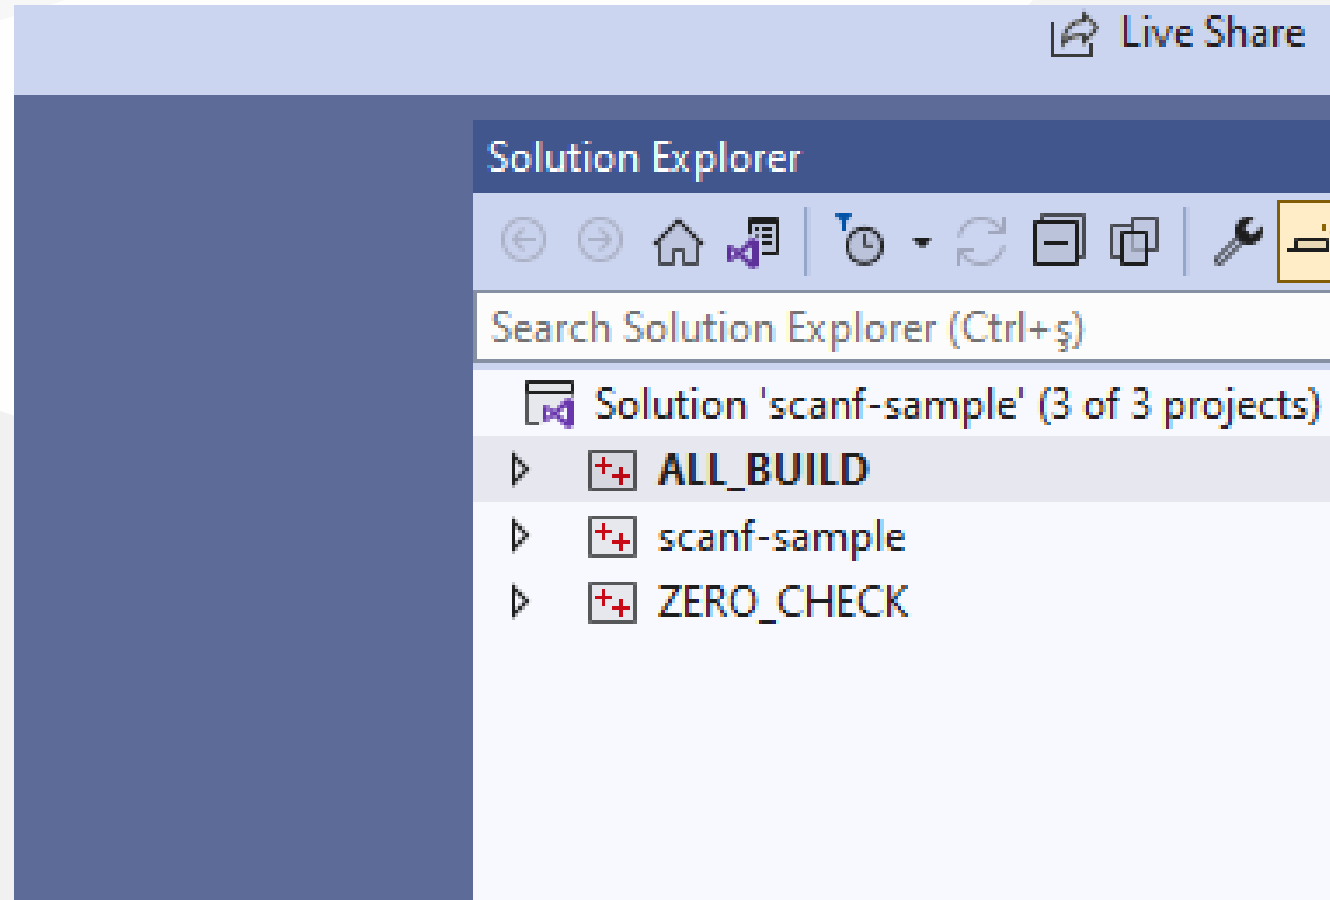 Live Share
Solution Explorer
Search Solution Explorer (Ctrl+ş)
Solution 'scanf-sample' (3 of 3 projects)
ALL_BUILD
scanf-sample
ZERO_CHECK